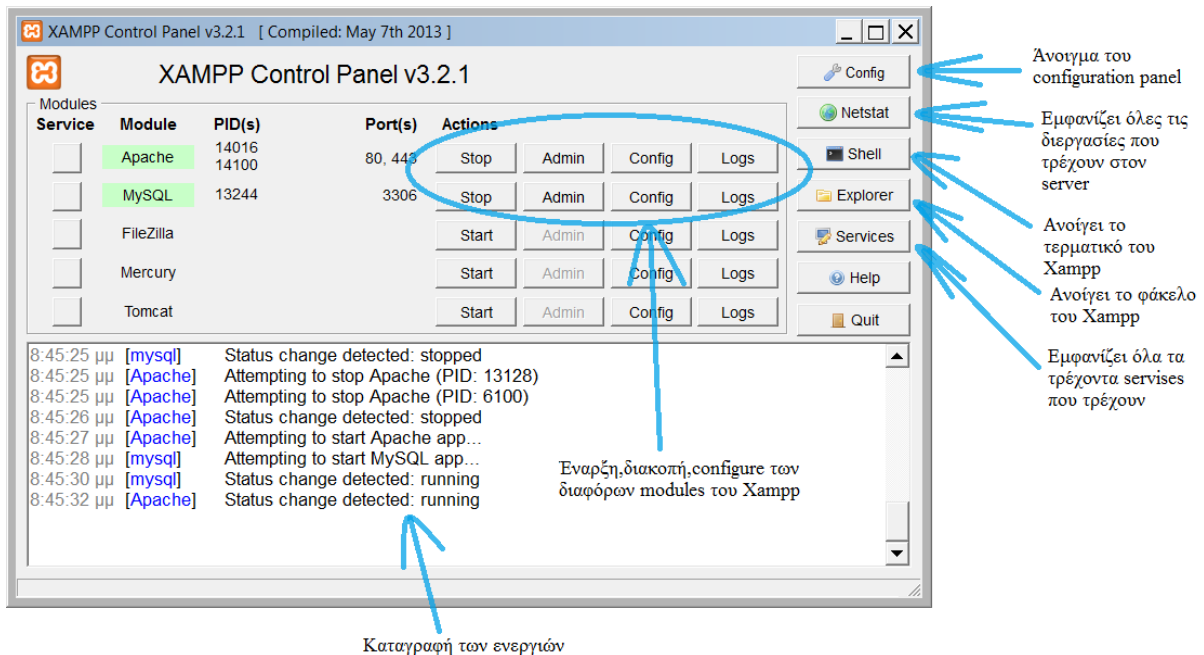 XAMPP Control Panel v3.2.1 [ Compiled: May 7th 2013 ]
XAMPP Control Panel v3.2.1
Modules
Service Module PID(s) Port(s) Actions
Apache 14016 14100 80, 443 Stop Admin Config Logs
MySQL 13244 3306 Stop Admin Config Logs
FileZilla Start Admin Config Logs
Mercury Start Admin Config Logs
Tomcat Start Admin Config Logs
Config
Netstat
Shell
Explorer
Services
Help
Quit
8:45:25 μμ [mysql] Status change detected: stopped
8:45:25 μμ [Apache] Attempting to stop Apache (PID: 13128)
8:45:25 μμ [Apache] Attempting to stop Apache (PID: 6100)
8:45:26 μμ [Apache] Status change detected: stopped
8:45:27 μμ [Apache] Attempting to start Apache app...
8:45:28 μμ [mysql] Attempting to start MySQL app...
8:45:30 μμ [mysql] Status change detected: running
8:45:32 μμ [Apache] Status change detected: running
Άνοιγμα του
configuration panel
Εμφανίζει όλες τις
διεργασίες που
τρέχουν στον
server
Ανοίγει το
τερματικό του
Xampp
Ανοίγει το φάκελο
του Xampp
Εμφανίζει όλα τα
τρέχοντα servises
που τρέχουν
Έναρξη,διακοπή,configure των
διαφόρων modules του Xampp
Καταγραφή των ενεργιών